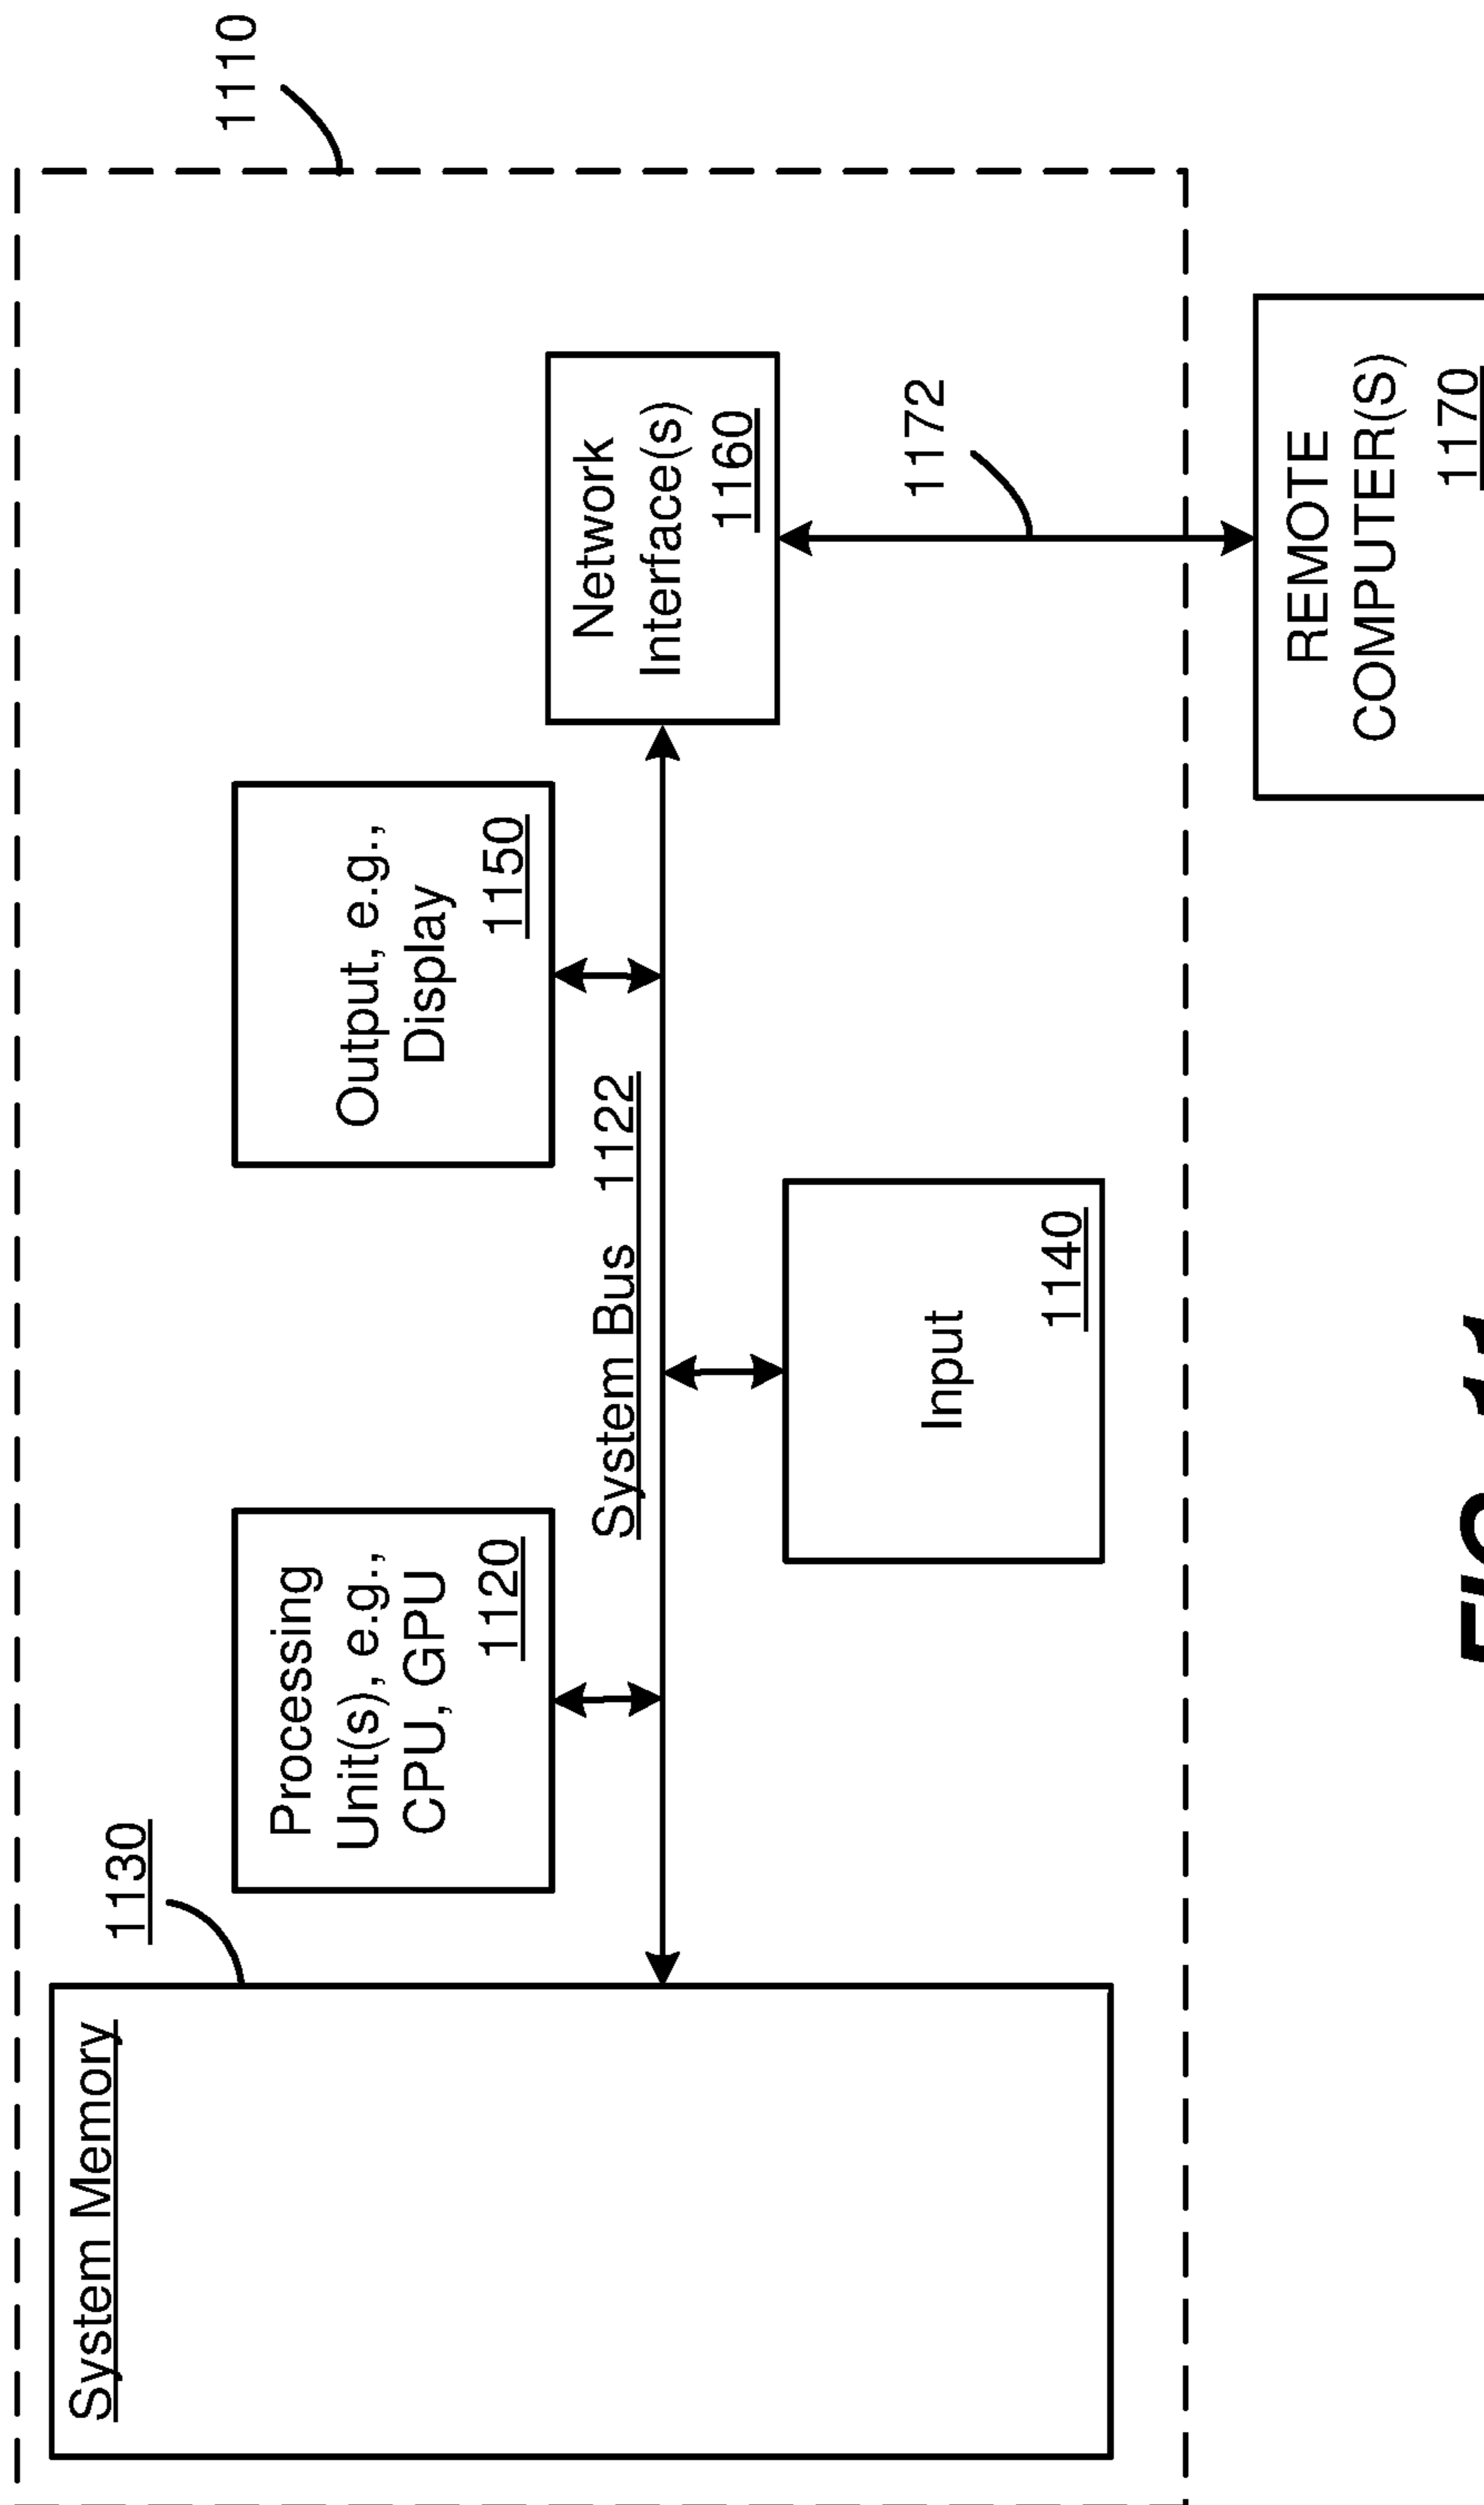 1110
1130
System Memory
Processing
Unit(s), e.g.,
CPU, GPU
1120
Output, e.g.,
Display
1150
System Bus 1122
Network
Interface(s)
1160
Input
1140
1172
REMOTE
COMPUTER(S)
1170